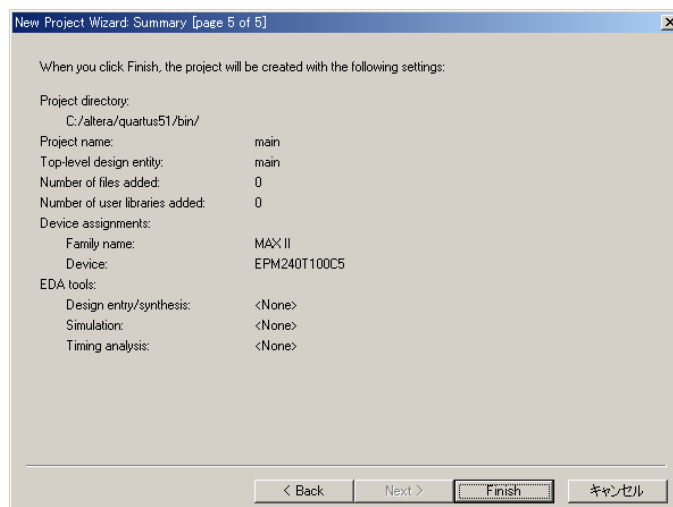 New Project Wizard: Summary [page 5 of 5]
When you click Finish, the project will be created with the following settings:
Project directory:
C:/altera/quartus51/bin/
Project name: main
Top-level design entity: main
Number of files added: 0
Number of user libraries added: 0
Device assignments:
Family name: MAX II
Device: EPM240T100C5
EDA tools:
Design entry/synthesis: <None>
Simulation: <None>
Timing analysis: <None>
< Back Next > Finish キャンセル